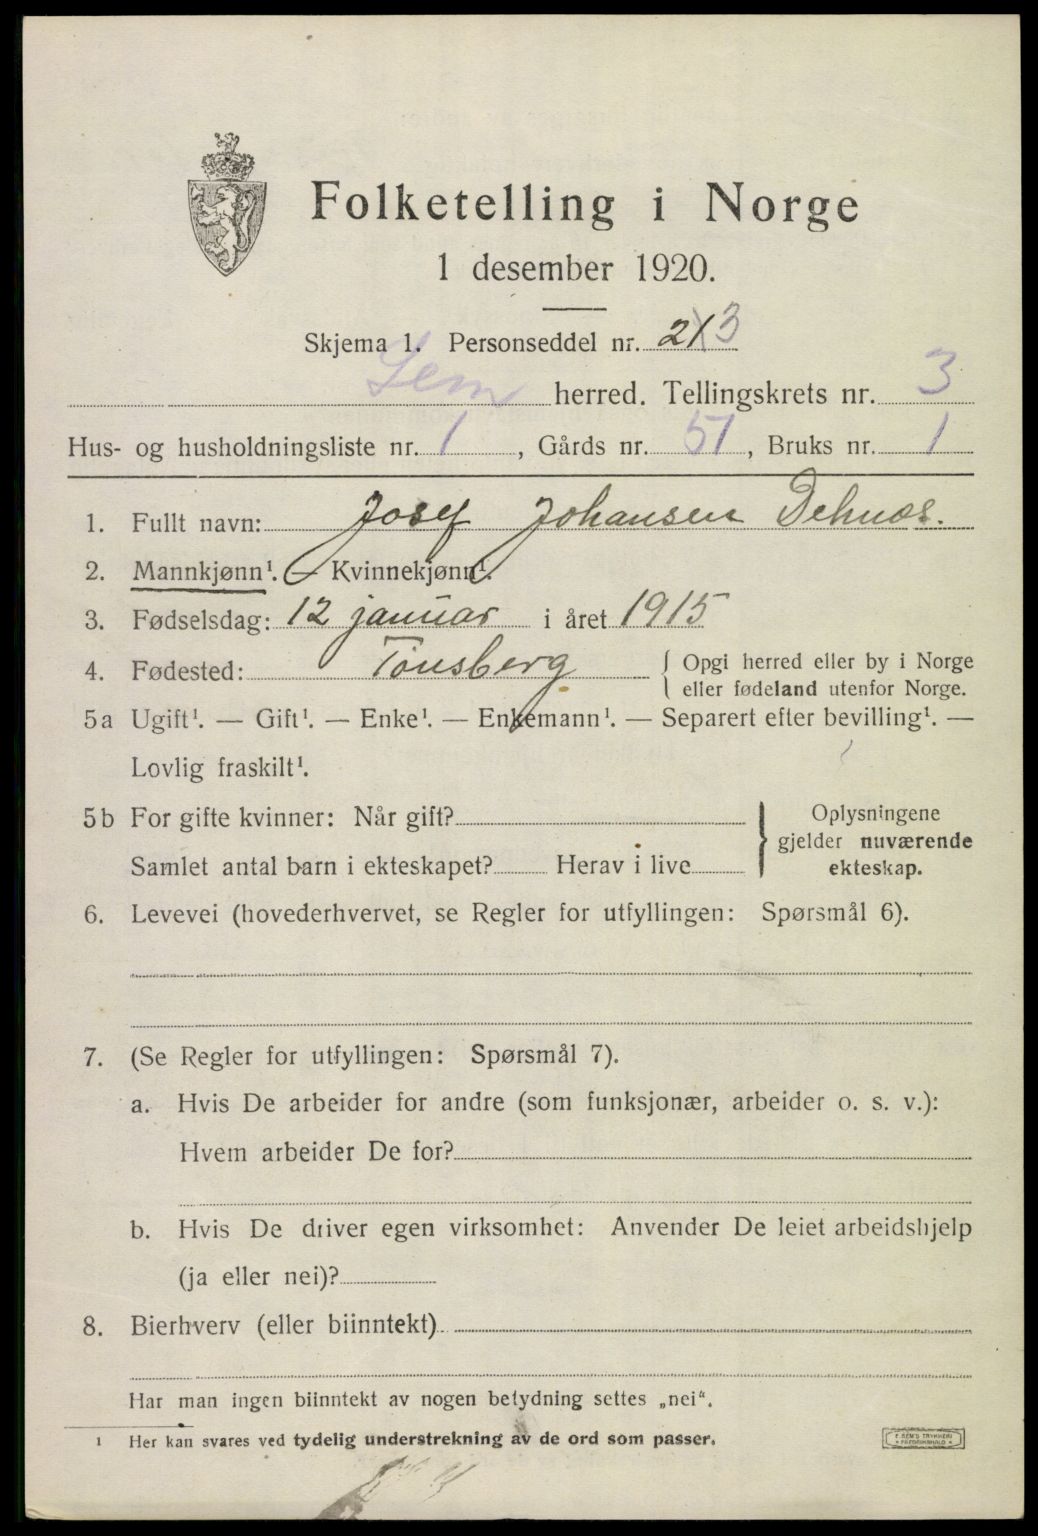 Folketelling i Norge
1 desember 1920.
Skjema 1. Personseddel nr. 2/3
Sem herred. Tellingskrets nr. 3
Hus- og husholdningsliste nr. 1, Gårds nr. 51, Bruks nr. 1
1. Fullt navn: Josef Johansen
2. Mannkjønn¹. — Kvinnekjønn¹.
3. Fødselsdag: 12 januar i året 1915
4. Fødested: Tønsberg { Opgi herred eller by i Norge
eller fødeland utenfor Norge.
5a Ugift¹. — Gift¹. — Enke¹. — Enkemann¹. — Separert efter bevilling¹. —
Lovlig fraskilt¹.
5b For gifte kvinner: Når gift?
Samlet antal barn i ekteskapet? Herav i live
} Oplysningene
gjelder nuværende
ekteskap.
6. Levevei (hovederhvervet, se Regler for utfyllingen: Spørsmål 6).
7. (Se Regler for utfyllingen: Spørsmål 7).
a. Hvis De arbeider for andre (som funksjonær, arbeider o. s. v.):
Hvem arbeider De for?
b. Hvis De driver egen virksomhet: Anvender De leiet arbeidshjelp
(ja eller nei)?
8. Bierhverv (eller biinntekt)
Har man ingen biinntekt av nogen betydning settes „nei“.
1 Her kan svares ved tydelig understrekning av de ord som passer.